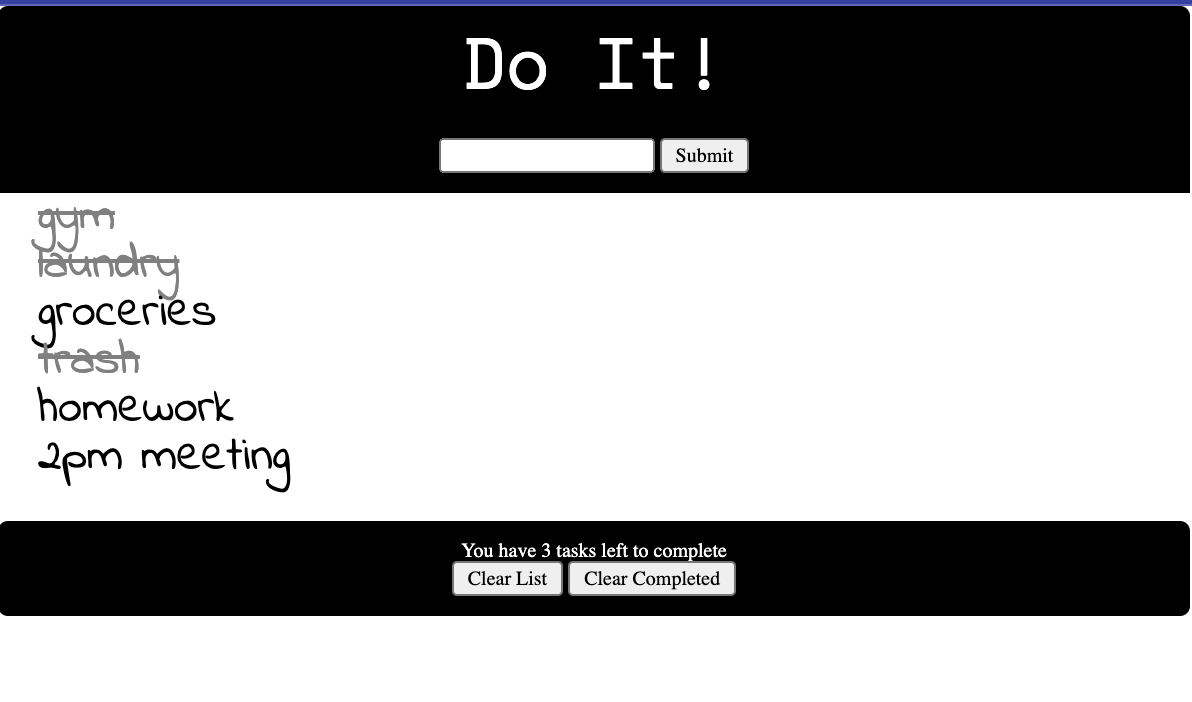 Do It!
Submit
gym
laundry
groceries
trash
homework
2pm meeting
You have 3 tasks left to complete
Clear List Clear Completed